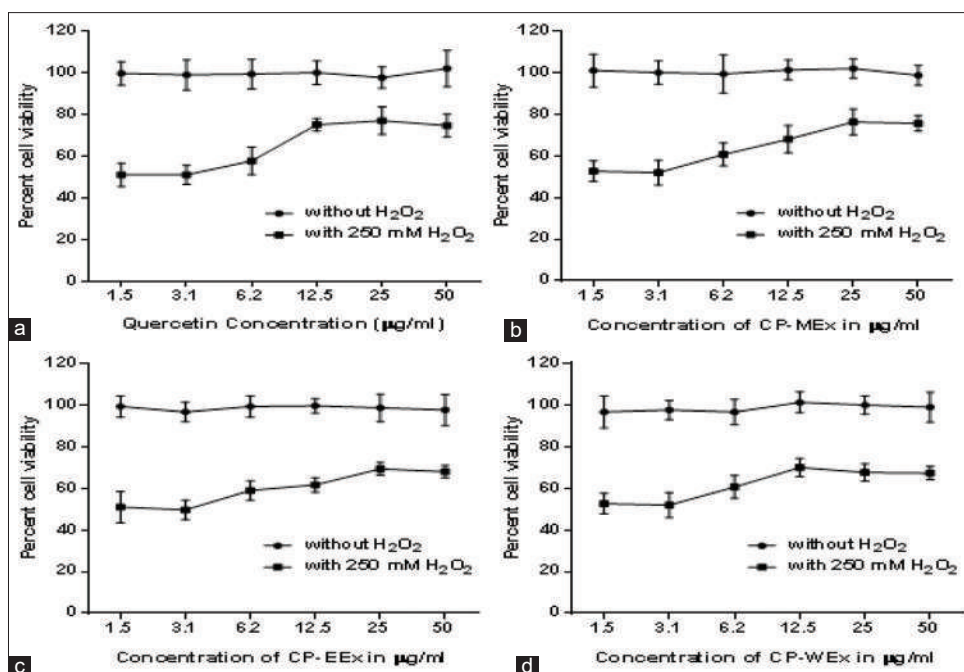 120
100
80
60
40
20
0
Percent cell viability
without H₂O₂
with 250 mM H₂O₂
1.5 3.1 6.2 12.5 25 50
Quercetin Concentration (μg/ml)
a
120
100
80
60
40
20
0
Percent cell viability
without H₂O₂
with 250 mM H₂O₂
1.5 3.1 6.2 12.5 25 50
Concentration of CP-MEx in μg/ml
b
120
100
80
60
40
20
0
Percent cell viability
without H₂O₂
with 250 mM H₂O₂
1.5 3.1 6.2 12.5 25 50
Concentration of CP-EEx in μg/ml
c
120
100
80
60
40
20
0
Percent cell viability
without H₂O₂
with 250 mM H₂O₂
1.5 3.1 6.2 12.5 25 50
Concentration of CP-WEx in μg/ml
d